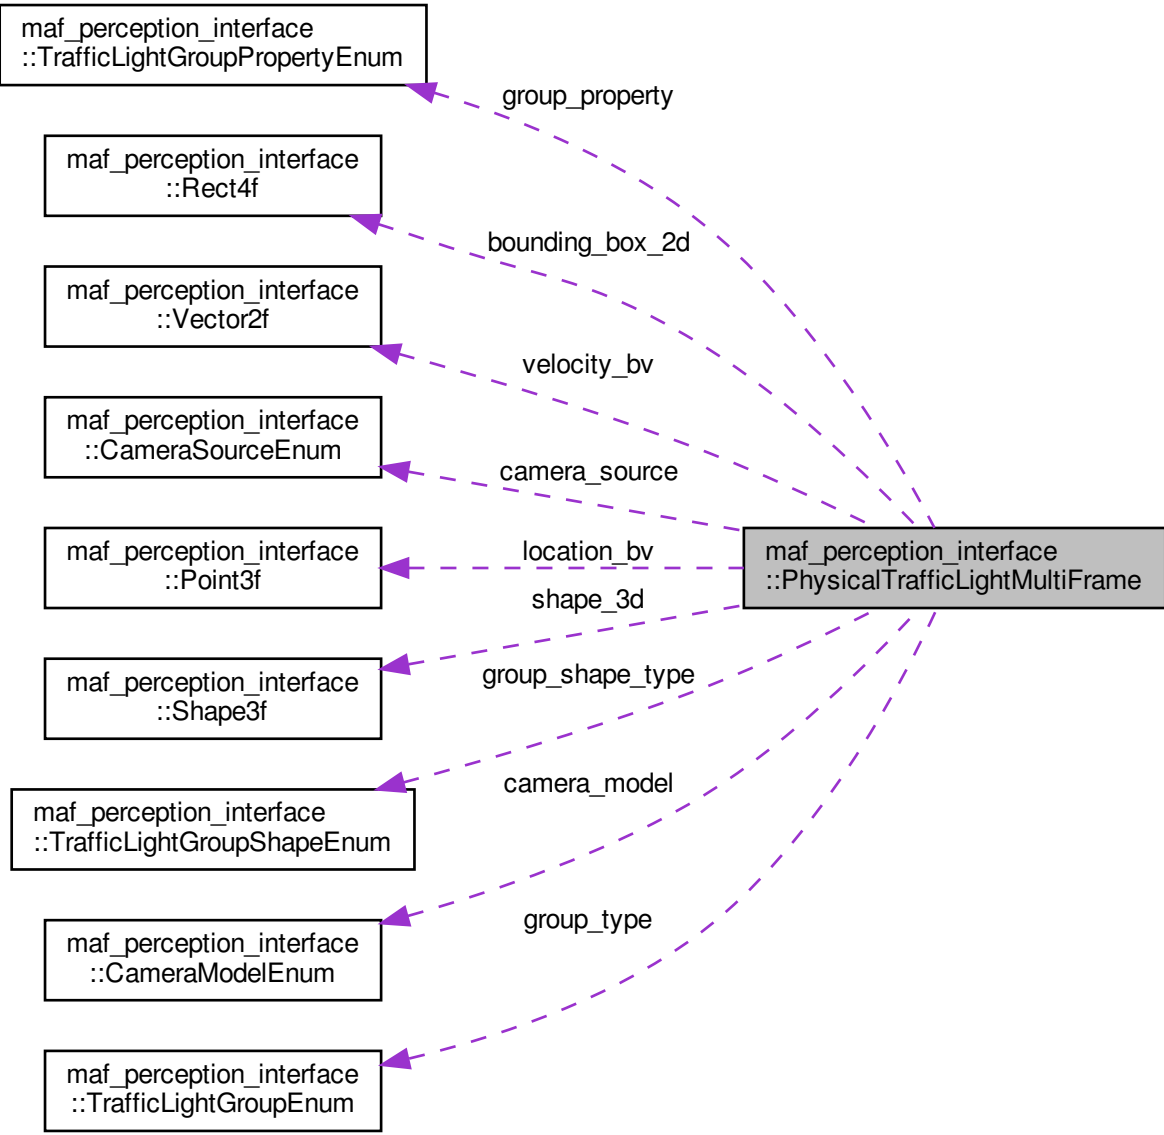 maf_perception_interface
::TrafficLightGroupPropertyEnum
group_property
maf_perception_interface
::Rect4f
bounding_box_2d
maf_perception_interface
::Vector2f
velocity_bv
maf_perception_interface
::CameraSourceEnum
camera_source
maf_perception_interface
::Point3f
location_bv
maf_perception_interface
::PhysicalTrafficLightMultiFrame
shape_3d
maf_perception_interface
::Shape3f
group_shape_type
maf_perception_interface
::TrafficLightGroupShapeEnum
camera_model
maf_perception_interface
::CameraModelEnum
group_type
maf_perception_interface
::TrafficLightGroupEnum